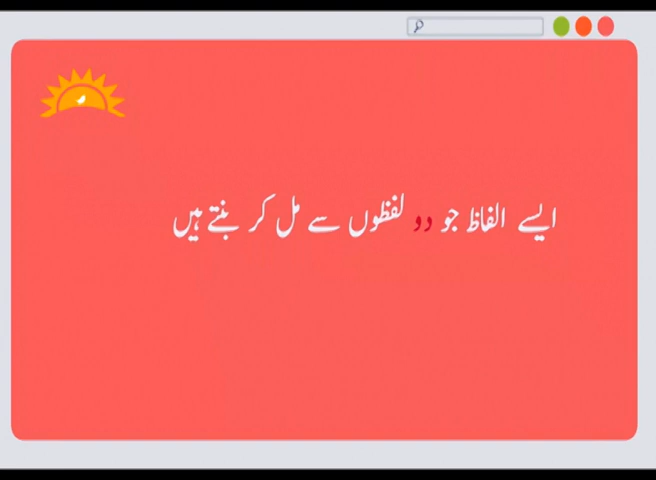 ایسے الفاظ جو دو لفظوں سے مل کر بنتے ہیں